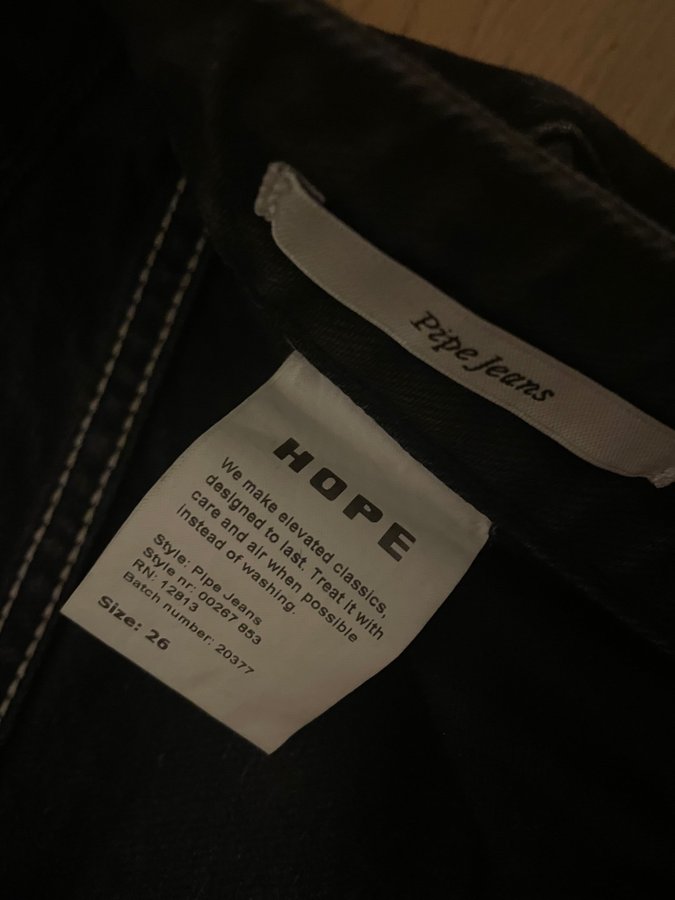 Pipe Jeans
HOPE
We make elevated classics,
designed to last. Treat it with
care and air when possible
instead of washing.
Style: Pipe Jeans
Style nr: 00267 853
RN: 12813
Batch number: 20377
Size: 26